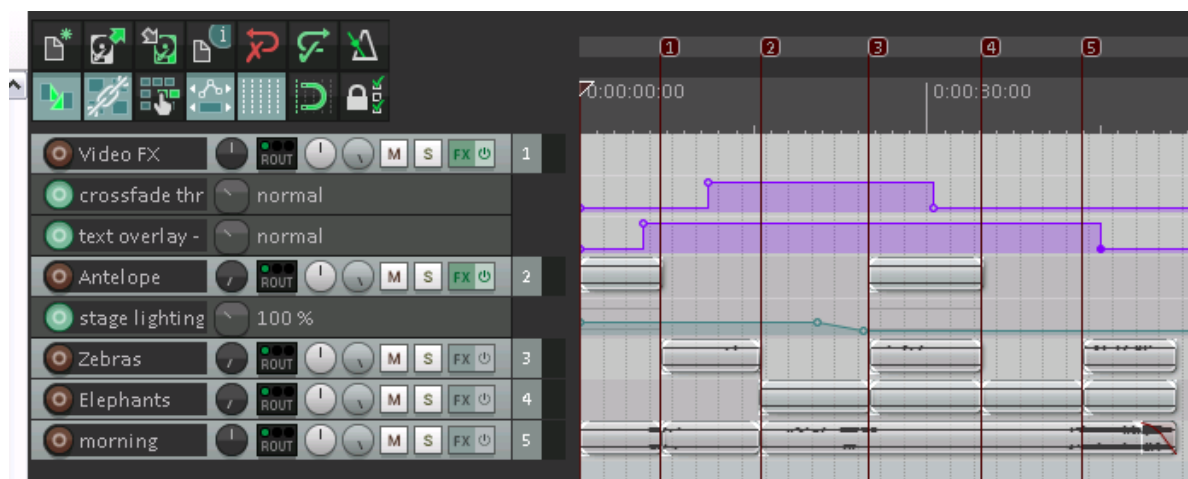 i
1 2 3 4 5
0:00:00:00 0:00:30:00
Video FX ROUT M S FX 1
crossfade thr normal
text overlay - normal
Antelope ROUT M S FX 2
stage lighting 100 %
Zebras ROUT M S FX 3
Elephants ROUT M S FX 4
morning ROUT M S FX 5